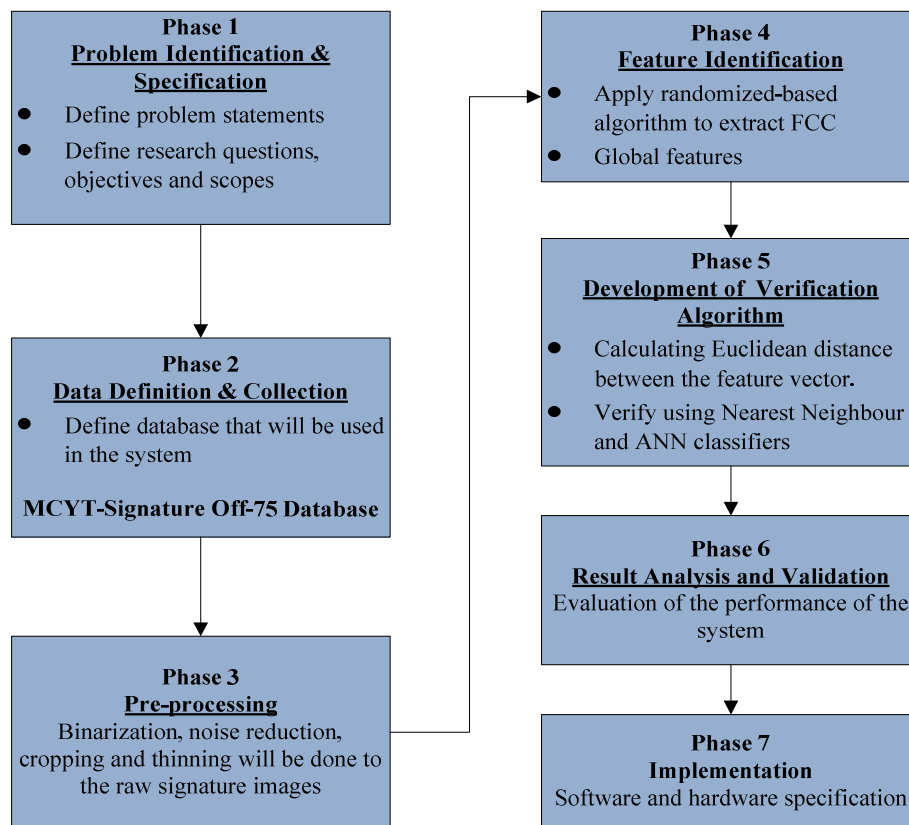 Phase 1
Problem Identification &
Specification
● Define problem statements
● Define research questions,
objectives and scopes
Phase 2
Data Definition & Collection
● Define database that will be used
in the system
MCYT-Signature Off-75 Database
Phase 3
Pre-processing
Binarization, noise reduction,
cropping and thinning will be done to
the raw signature images
Phase 4
Feature Identification
● Apply randomized-based
algorithm to extract FCC
● Global features
Phase 5
Development of Verification
Algorithm
● Calculating Euclidean distance
between the feature vector.
● Verify using Nearest Neighbour
and ANN classifiers
Phase 6
Result Analysis and Validation
Evaluation of the performance of the
system
Phase 7
Implementation
Software and hardware specification